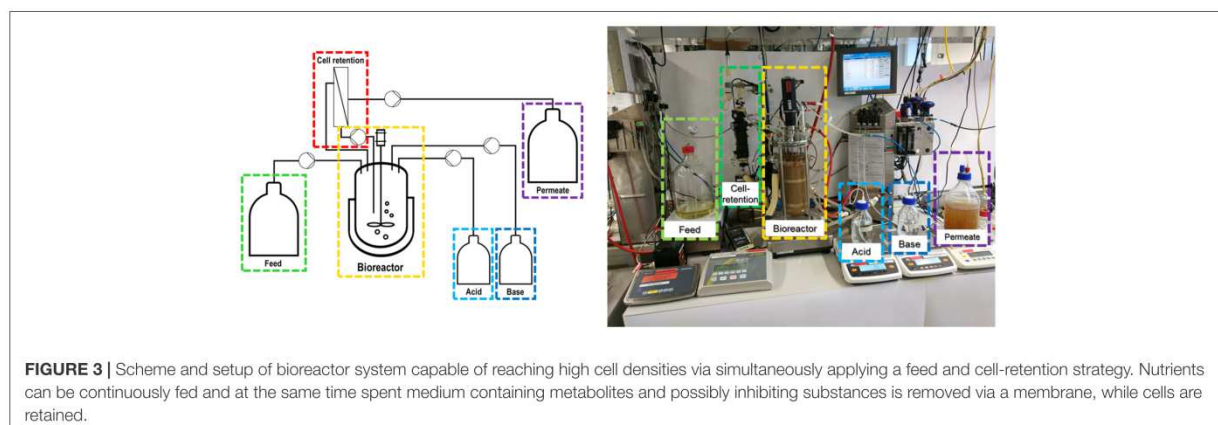 Cell retention
Permeate
Feed
Bioreactor
Acid
Base
Cell-
retention
Feed
Bioreactor
Acid
Base
Permeate
FIGURE 3 | Scheme and setup of bioreactor system capable of reaching high cell densities via simultaneously applying a feed and cell-retention strategy. Nutrients
can be continuously fed and at the same time spent medium containing metabolites and possibly inhibiting substances is removed via a membrane, while cells are
retained.